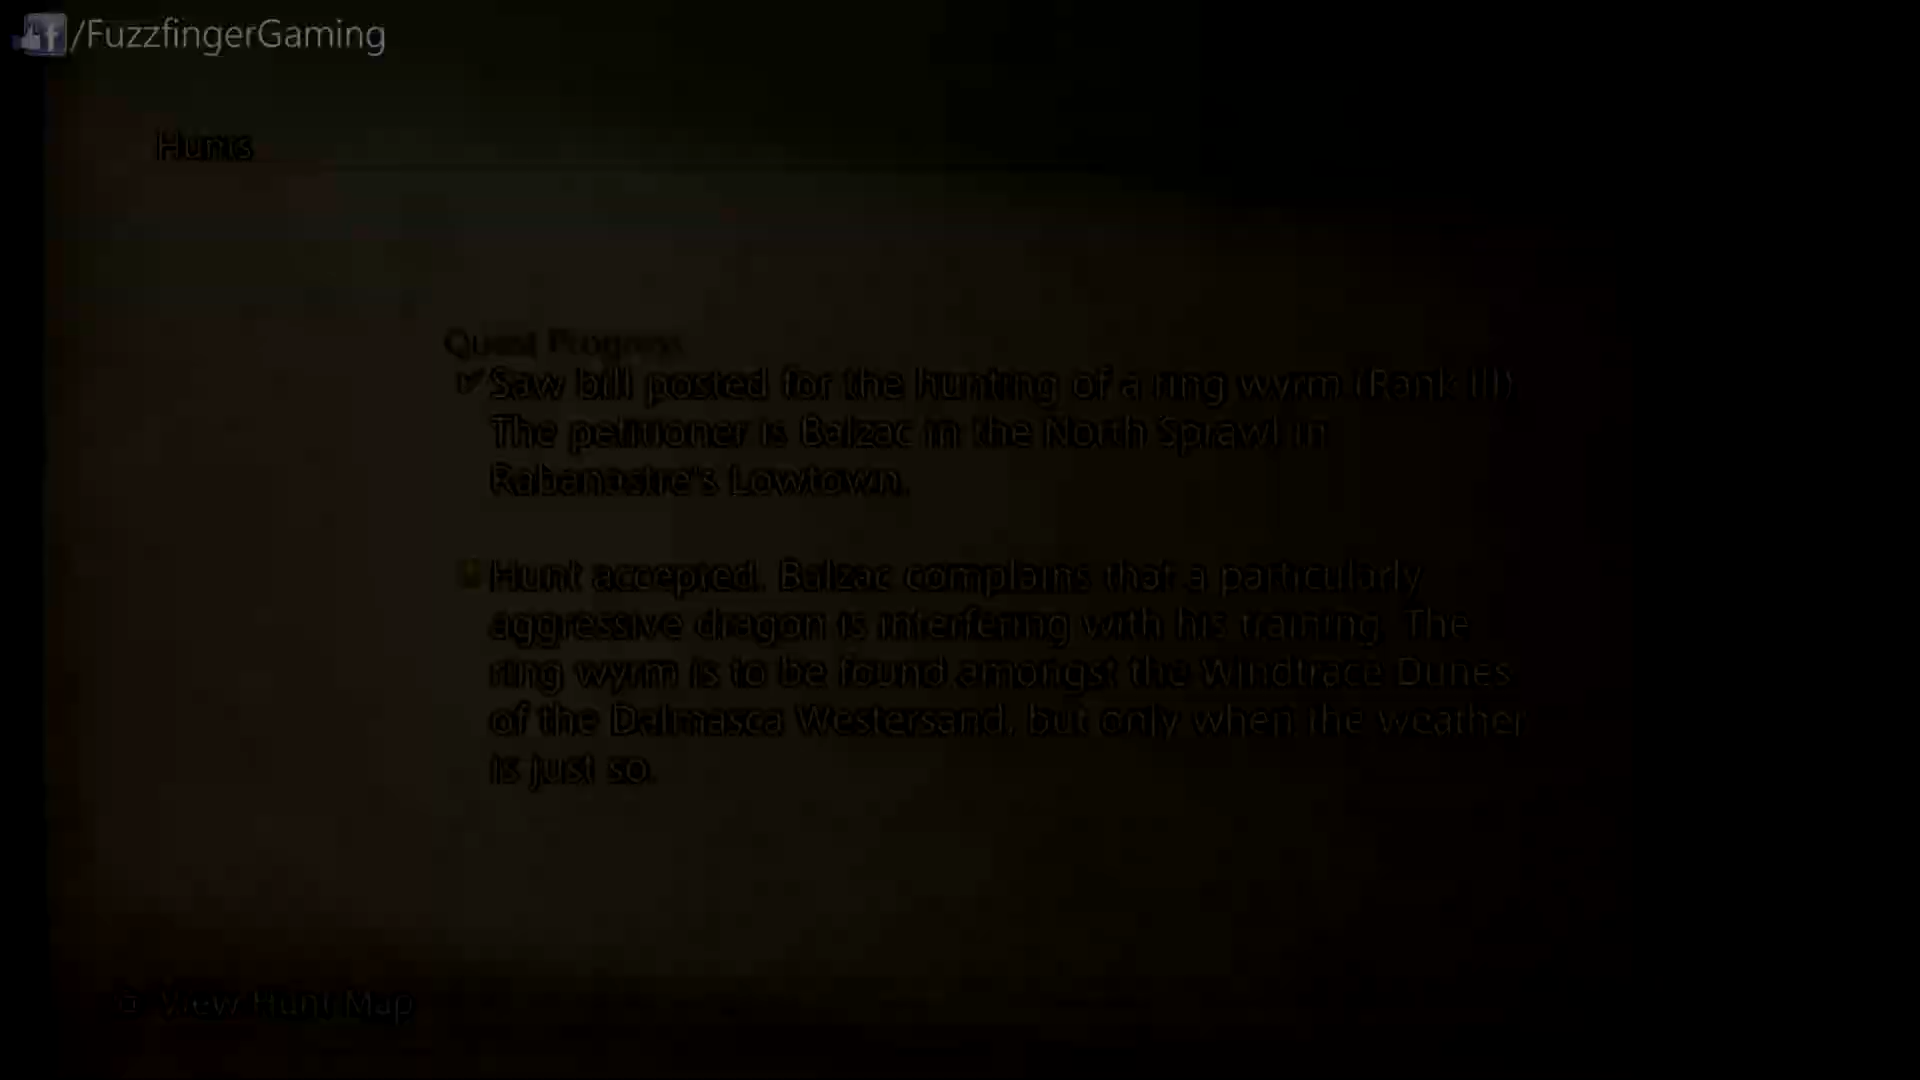 /FuzzfingerGaming
Hunts
Quest Progress
Saw bill posted for the hunting of a ring wyrm (Rank III).
The petitioner is Balzac in the North Sprawl in
Rabanastre's Lowtown.
Hunt accepted. Balzac complains that a particularly
aggressive dragon is interfering with his training. The
ring wyrm is to be found amongst the Windtrace Dunes
of the Dalmasca Westersand, but only when the weather
is just so.
View Hunt Map